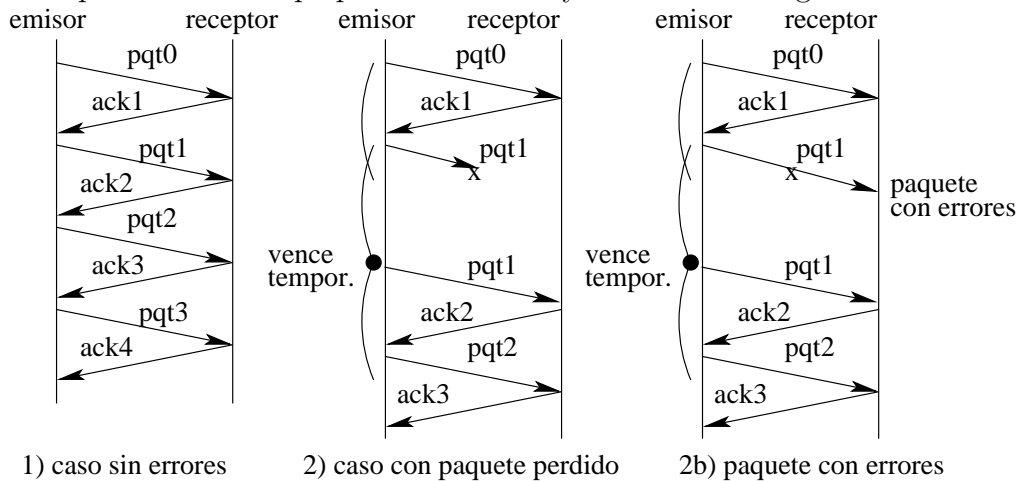 emisor receptor
pqt0
ack1
pqt1
ack2
pqt2
ack3
pqt3
ack4
1) caso sin errores
emisor receptor
pqt0
ack1
pqt1
x
vence
tempor.
pqt1
ack2
pqt2
ack3
2) caso con paquete perdido
emisor receptor
pqt0
ack1
pqt1
x
paquete
con errores
vence
tempor.
pqt1
ack2
pqt2
ack3
2b) paquete con errores